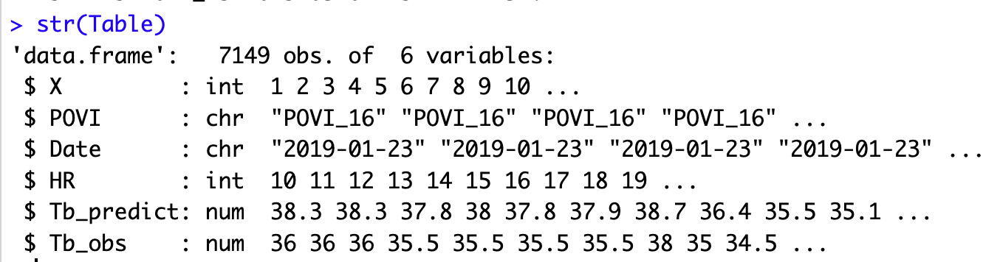 > str(Table)
'data.frame':   7149 obs. of  6 variables:
 $ X         : int  1 2 3 4 5 6 7 8 9 10 ...
 $ POVI      : chr  "POVI_16" "POVI_16" "POVI_16" "POVI_16" ...
 $ Date      : chr  "2019-01-23" "2019-01-23" "2019-01-23" "2019-01-23" ...
 $ HR        : int  10 11 12 13 14 15 16 17 18 19 ...
 $ Tb_predict: num  38.3 38.3 37.8 38 37.8 37.9 38.7 36.4 35.5 35.1 ...
 $ Tb_obs    : num  36 36 36 35.5 35.5 35.5 35.5 38 35 34.5 ...